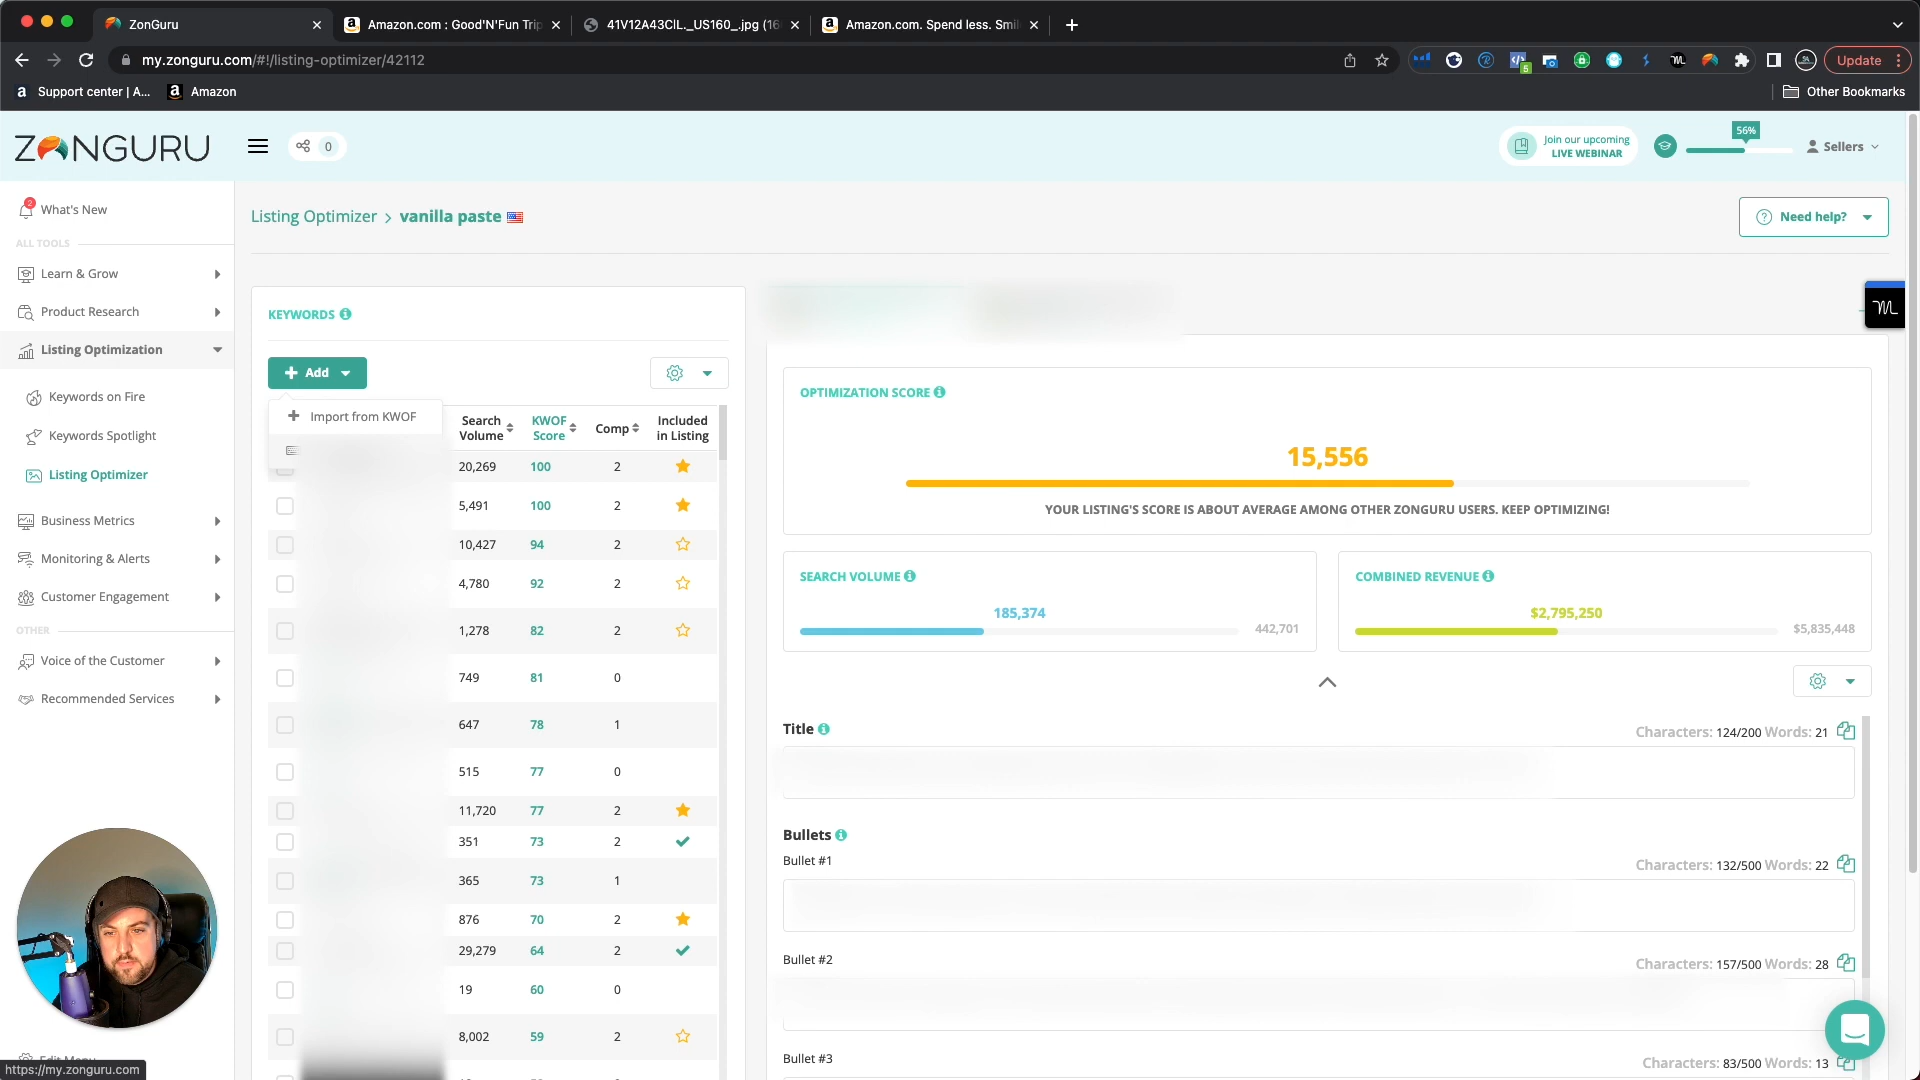 ZonGuru
Amazon.com : Good'N'Fun Trip
41V12A43ClL._US160_.jpg (16
Amazon.com. Spend less. Smil
my.zonguru.com/#!/listing-optimizer/42112
5
Update
Support center | A...
Amazon
Other Bookmarks
ZONGURU
0
Join our upcoming
LIVE WEBINAR
56%
Sellers
2
What's New
ALL TOOLS
Learn & Grow
Product Research
Listing Optimization
Keywords on Fire
Keywords Spotlight
Listing Optimizer
Business Metrics
Monitoring & Alerts
Customer Engagement
OTHER
Voice of the Customer
Recommended Services
Edit Menu
https://my.zonguru.com
Listing Optimizer > vanilla paste
Need help?
KEYWORDS
Add
Import from KWOF
Search Volume KWOF Score Comp Included in Listing
20,269 100 2
5,491 100 2
10,427 94 2
4,780 92 2
1,278 82 2
749 81 0
647 78 1
515 77 0
11,720 77 2
351 73 2
365 73 1
876 70 2
29,279 64 2
19 60 0
8,002 59 2
OPTIMIZATION SCORE
15,556
YOUR LISTING'S SCORE IS ABOUT AVERAGE AMONG OTHER ZONGURU USERS. KEEP OPTIMIZING!
SEARCH VOLUME
185,374
442,701
COMBINED REVENUE
$2,795,250
$5,835,448
Title
Characters: 124/200 Words: 21
Bullets
Bullet #1
Characters: 132/500 Words: 22
Bullet #2
Characters: 157/500 Words: 28
Bullet #3
Characters: 83/500 Words: 13